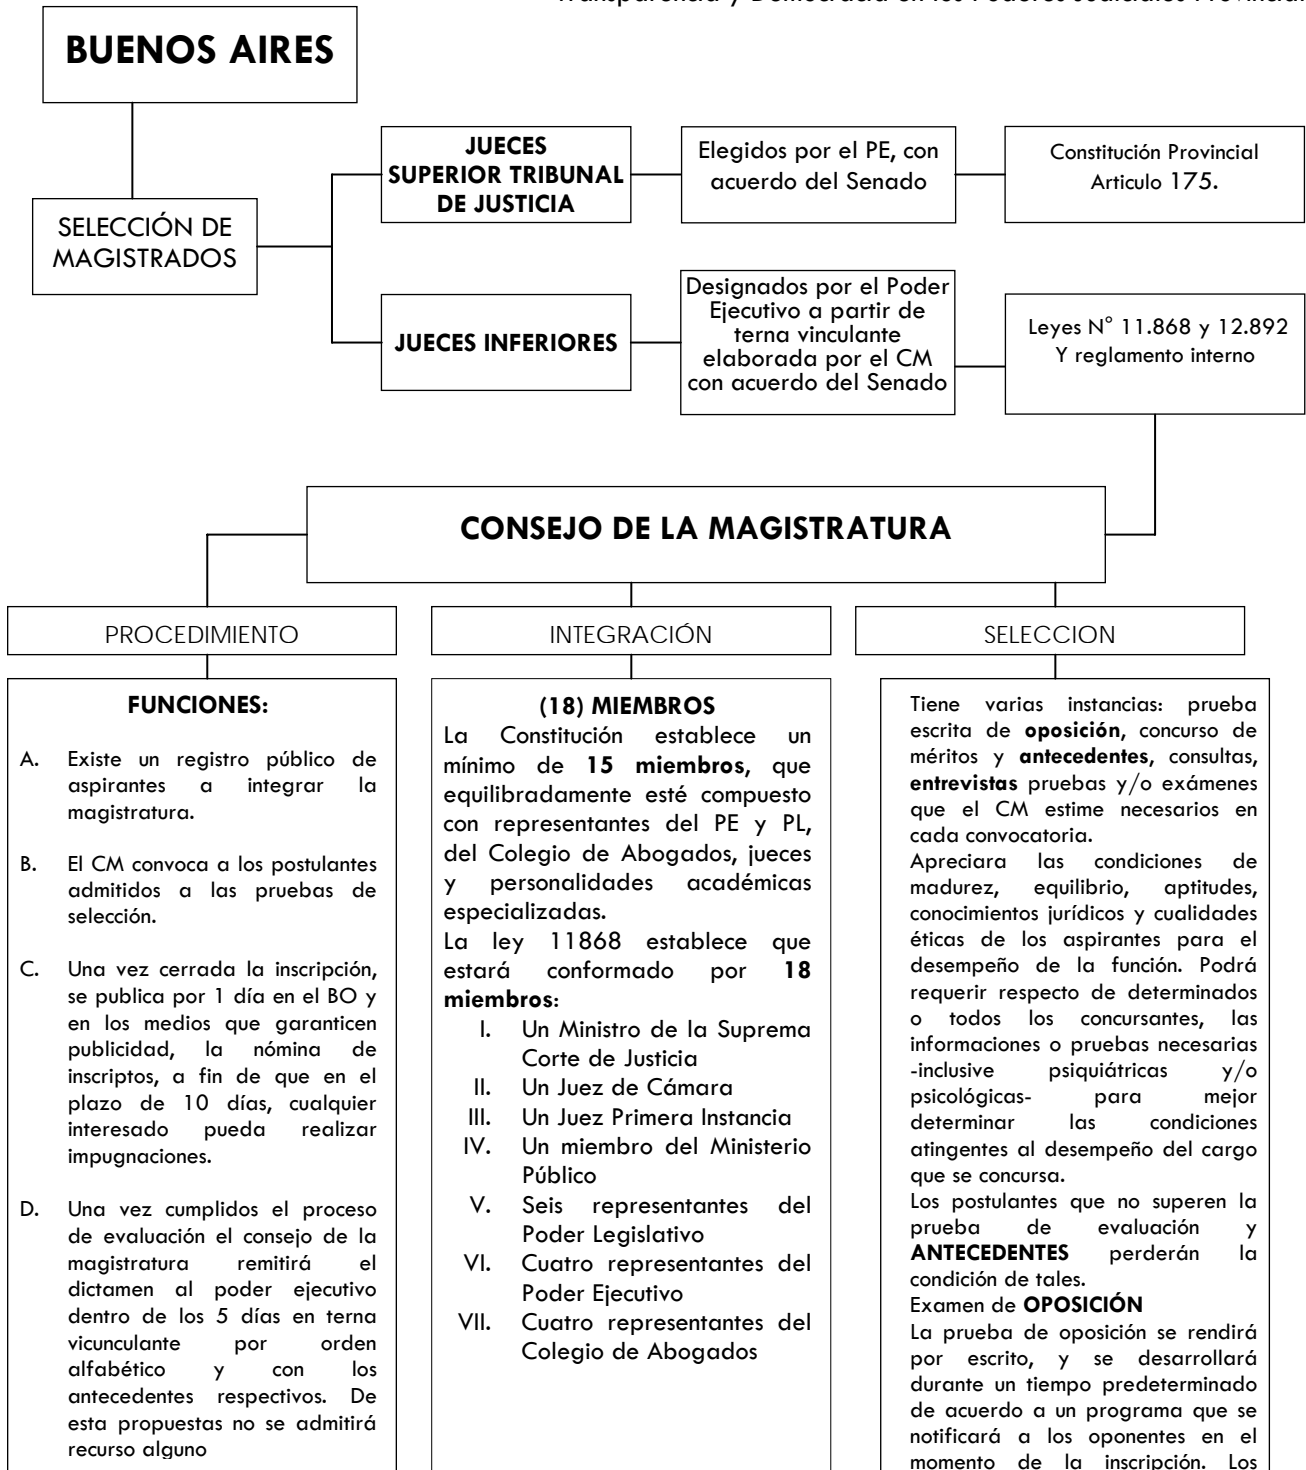 Transparencia y Democracia en los Poderes Judiciales Provincial
BUENOS AIRES
SELECCIÓN DE
MAGISTRADOS
JUECES
SUPERIOR TRIBUNAL
DE JUSTICIA
Elegidos por el PE, con
acuerdo del Senado
Constitución Provincial
Articulo 175.
JUECES INFERIORES
Designados por el Poder
Ejecutivo a partir de
terna vinculante
elaborada por el CM
con acuerdo del Senado
Leyes N° 11.868 y 12.892
Y reglamento interno
CONSEJO DE LA MAGISTRATURA
PROCEDIMIENTO
FUNCIONES:
A. Existe un registro público de
aspirantes a integrar la
magistratura.
B. El CM convoca a los postulantes
admitidos a las pruebas de
selección.
C. Una vez cerrada la inscripción,
se publica por 1 día en el BO y
en los medios que garanticen
publicidad, la nómina de
inscriptos, a fin de que en el
plazo de 10 días, cualquier
interesado pueda realizar
impugnaciones.
D. Una vez cumplidos el proceso
de evaluación el consejo de la
magistratura remitirá el
dictamen al poder ejecutivo
dentro de los 5 días en terna
vicunculante por orden
alfabético y con los
antecedentes respectivos. De
esta propuestas no se admitirá
recurso alguno
INTEGRACIÓN
(18) MIEMBROS
La Constitución establece un
mínimo de 15 miembros, que
equilibradamente esté compuesto
con representantes del PE y PL,
del Colegio de Abogados, jueces
y personalidades académicas
especializadas.
La ley 11868 establece que
estará conformado por 18
miembros:
I. Un Ministro de la Suprema
Corte de Justicia
II. Un Juez de Cámara
III. Un Juez Primera Instancia
IV. Un miembro del Ministerio
Público
V. Seis representantes del
Poder Legislativo
VI. Cuatro representantes del
Poder Ejecutivo
VII. Cuatro representantes del
Colegio de Abogados
SELECCION
Tiene varias instancias: prueba
escrita de oposición, concurso de
méritos y antecedentes, consultas,
entrevistas pruebas y/o exámenes
que el CM estime necesarios en
cada convocatoria.
Apreciara las condiciones de
madurez, equilibrio, aptitudes,
conocimientos jurídicos y cualidades
éticas de los aspirantes para el
desempeño de la función. Podrá
requerir respecto de determinados
o todos los concursantes, las
informaciones o pruebas necesarias
-inclusive psiquiátricas y/o
psicológicas- para mejor
determinar las condiciones
atingentes al desempeño del cargo
que se concursa.
Los postulantes que no superen la
prueba de evaluación y
ANTECEDENTES perderán la
condición de tales.
Examen de OPOSICIÓN
La prueba de oposición se rendirá
por escrito, y se desarrollará
durante un tiempo predeterminado
de acuerdo a un programa que se
notificará a los oponentes en el
momento de la inscripción. Los